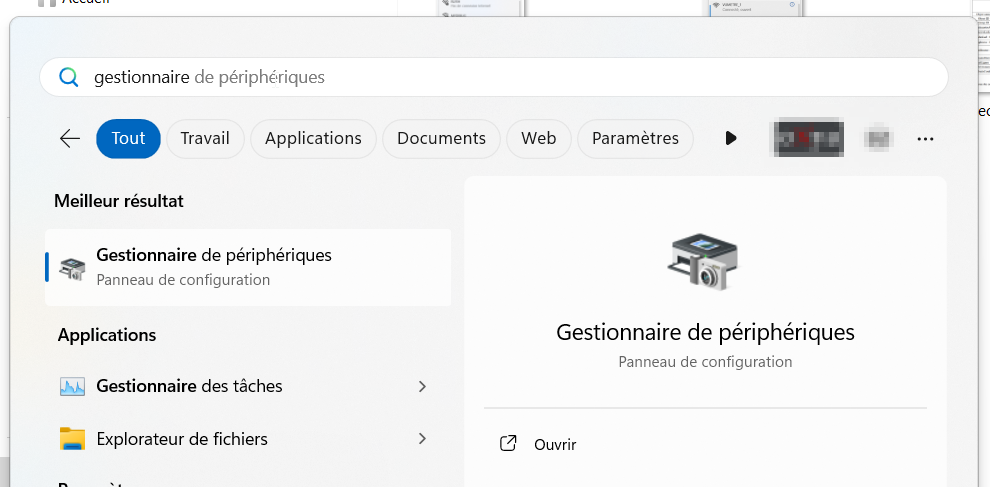 Accueil
gestionnaire de périphériques
Tout
Travail
Applications
Documents
Web
Paramètres
Meilleur résultat
Gestionnaire de périphériques
Panneau de configuration
Applications
Gestionnaire des tâches
Explorateur de fichiers
Gestionnaire de périphériques
Panneau de configuration
Ouvrir